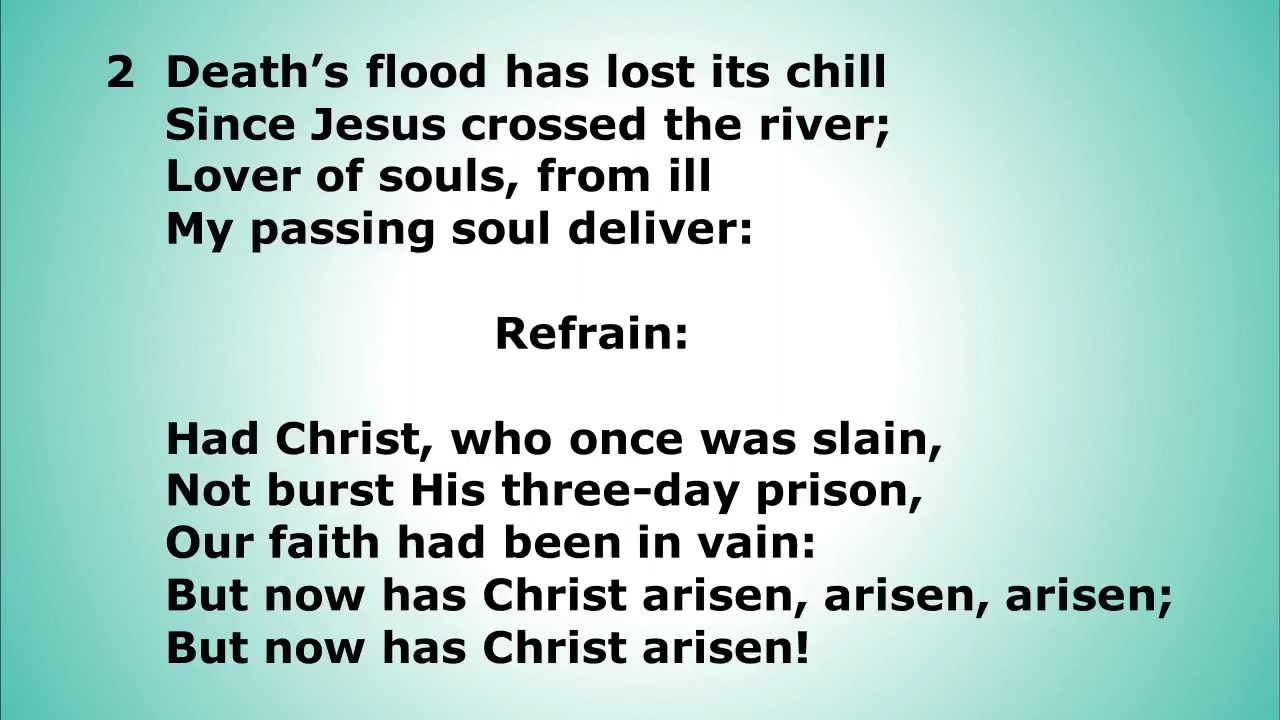 2 Death’s flood has lost its chill
Since Jesus crossed the river;
Lover of souls, from ill
My passing soul deliver:
Refrain:
Had Christ, who once was slain,
Not burst His three-day prison,
Our faith had been in vain:
But now has Christ arisen, arisen, arisen;
But now has Christ arisen!